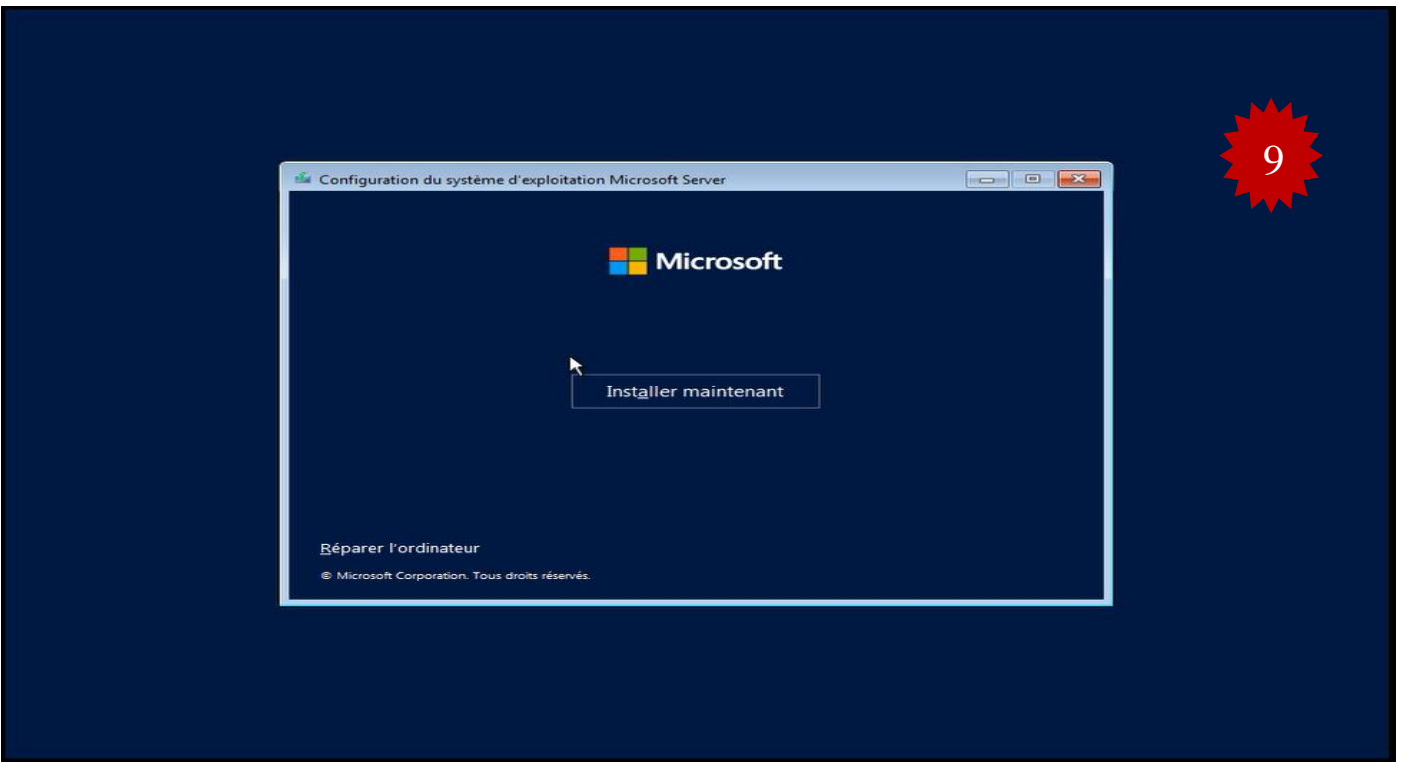 9
Configuration du système d'exploitation Microsoft Server
Microsoft
Installer maintenant
Réparer l'ordinateur
© Microsoft Corporation. Tous droits réservés.